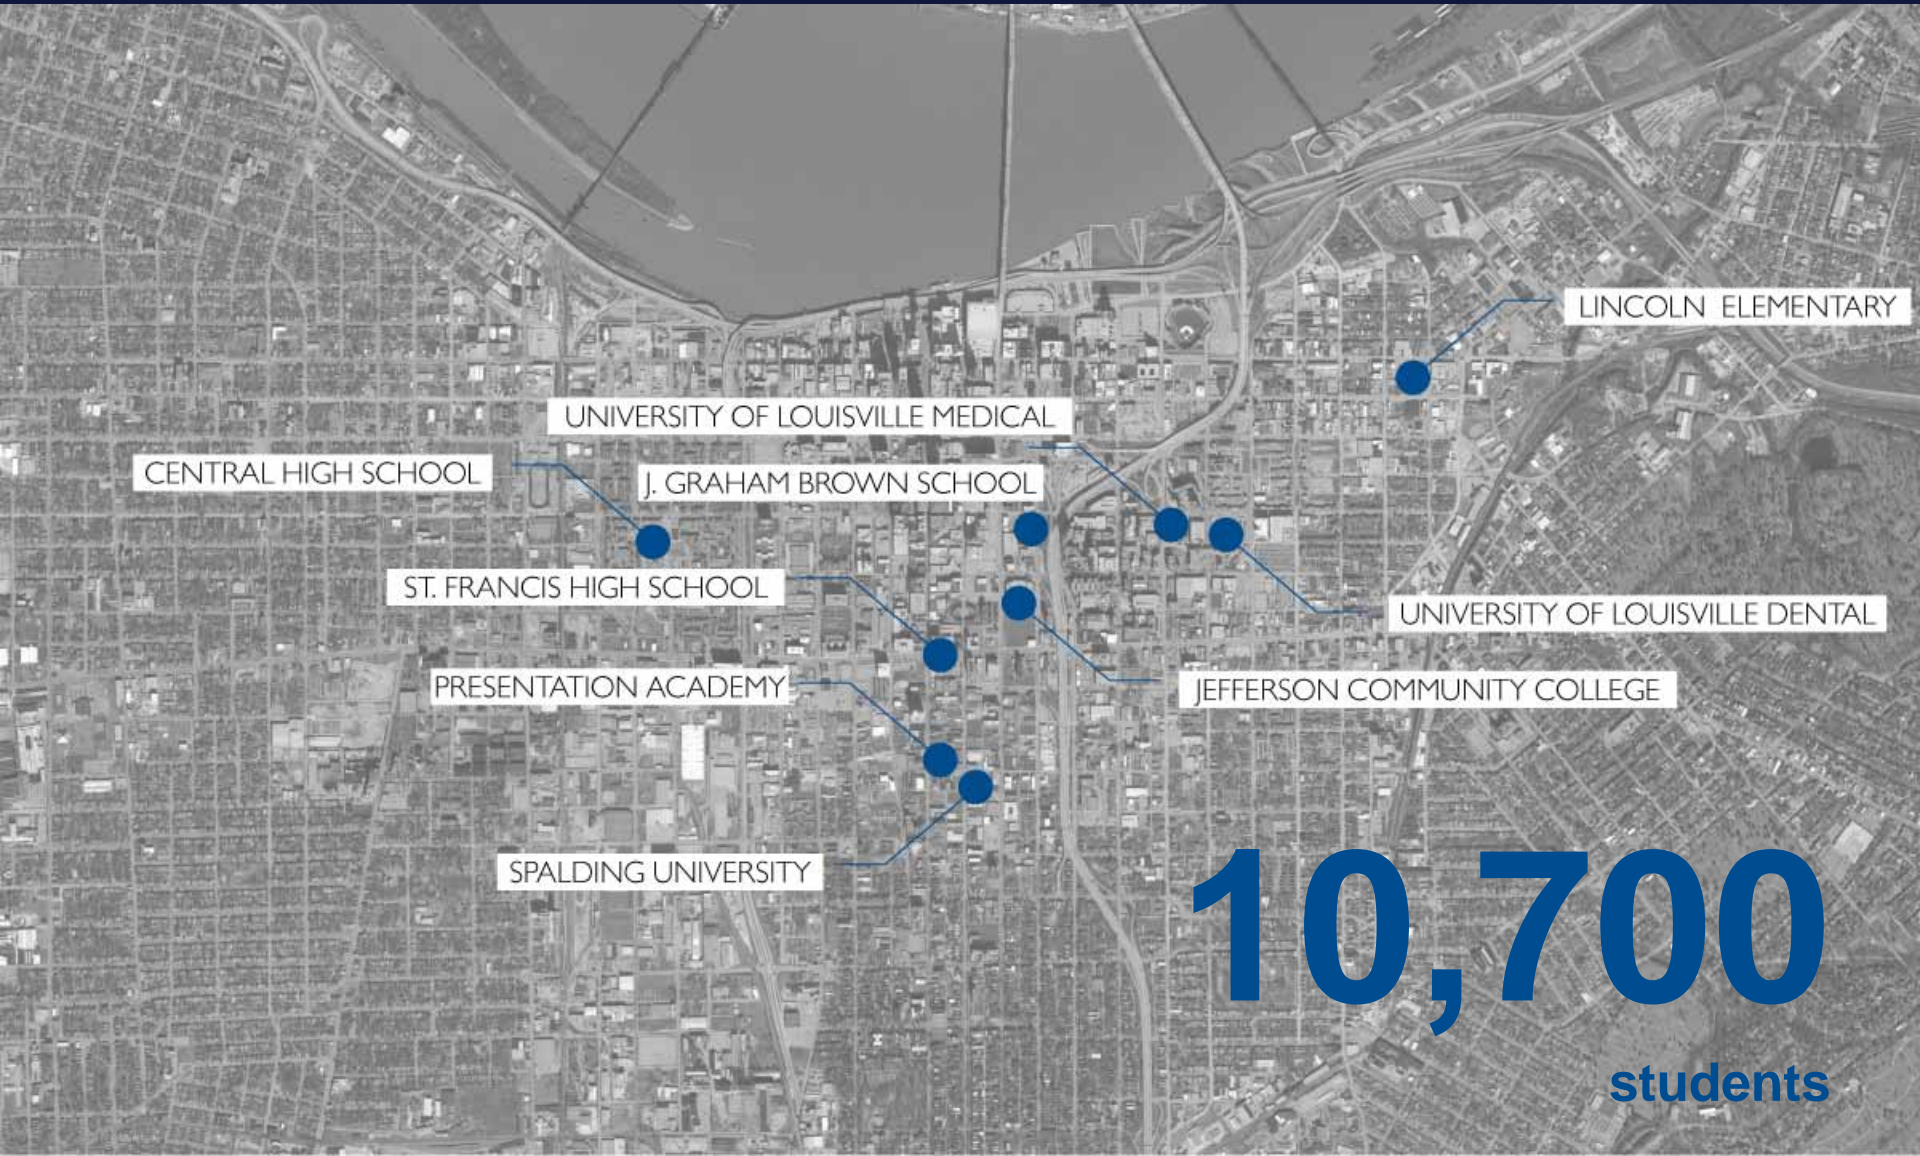 LINCOLN ELEMENTARY
UNIVERSITY OF LOUISVILLE MEDICAL
CENTRAL HIGH SCHOOL
J. GRAHAM BROWN SCHOOL
ST. FRANCIS HIGH SCHOOL
UNIVERSITY OF LOUISVILLE DENTAL
PRESENTATION ACADEMY
JEFFERSON COMMUNITY COLLEGE
SPALDING UNIVERSITY
10,700
students